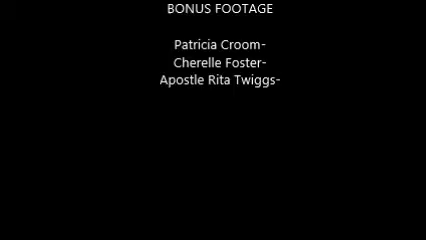 BONUS FOOTAGE
Patricia Croom-
Cherelle Foster-
Apostle Rita Twiggs-